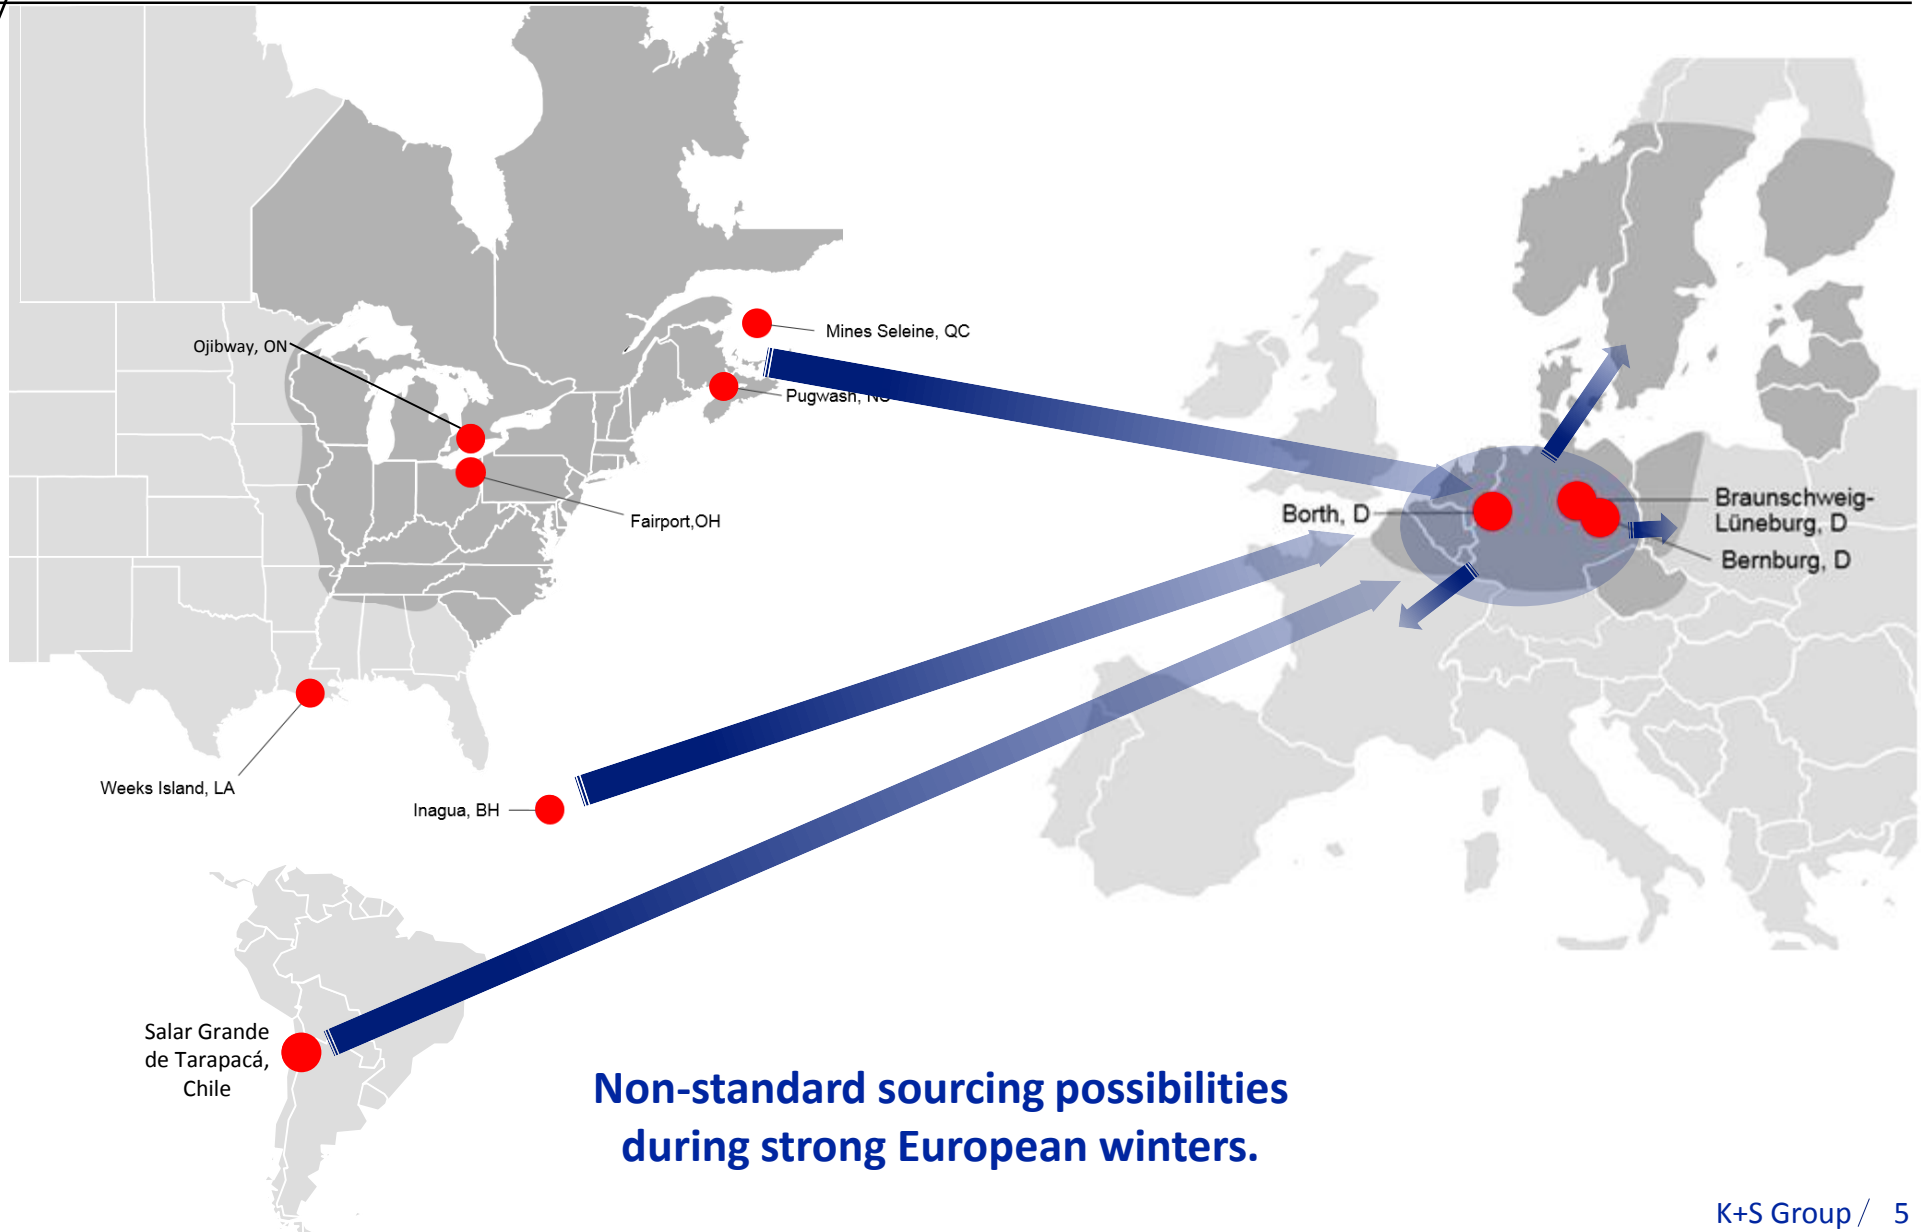 Mines Seleine, QC
Ojibway, ON
Pugwash, NS
Fairport,OH
Borth, D
Braunschweig-
Lüneburg, D
Bernburg, D
Weeks Island, LA
Inagua, BH
Salar Grande
de Tarapacá,
Chile
Non-standard sourcing possibilities
during strong European winters.
K+S Group / 5